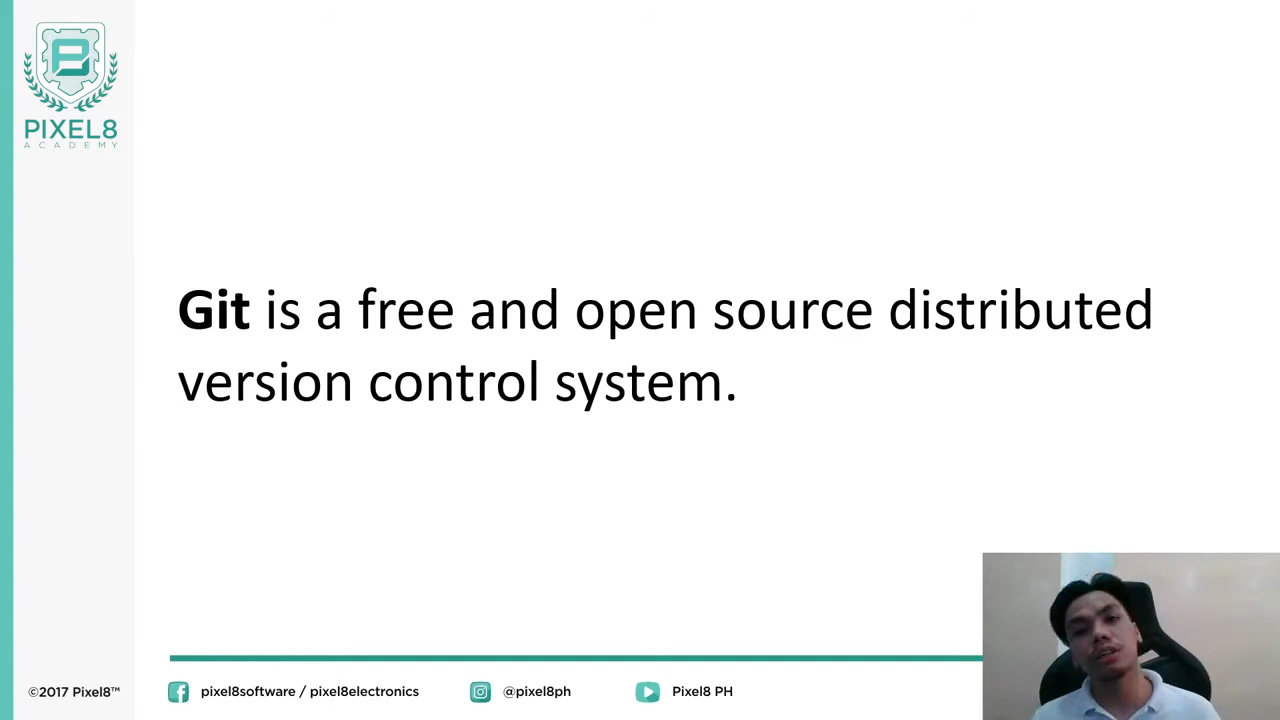 PIXEL8
ACADEMY
Git is a free and open source distributed
version control system.
©2017 Pixel8™
pixel8software / pixel8electronics
@pixel8ph
Pixel8 PH